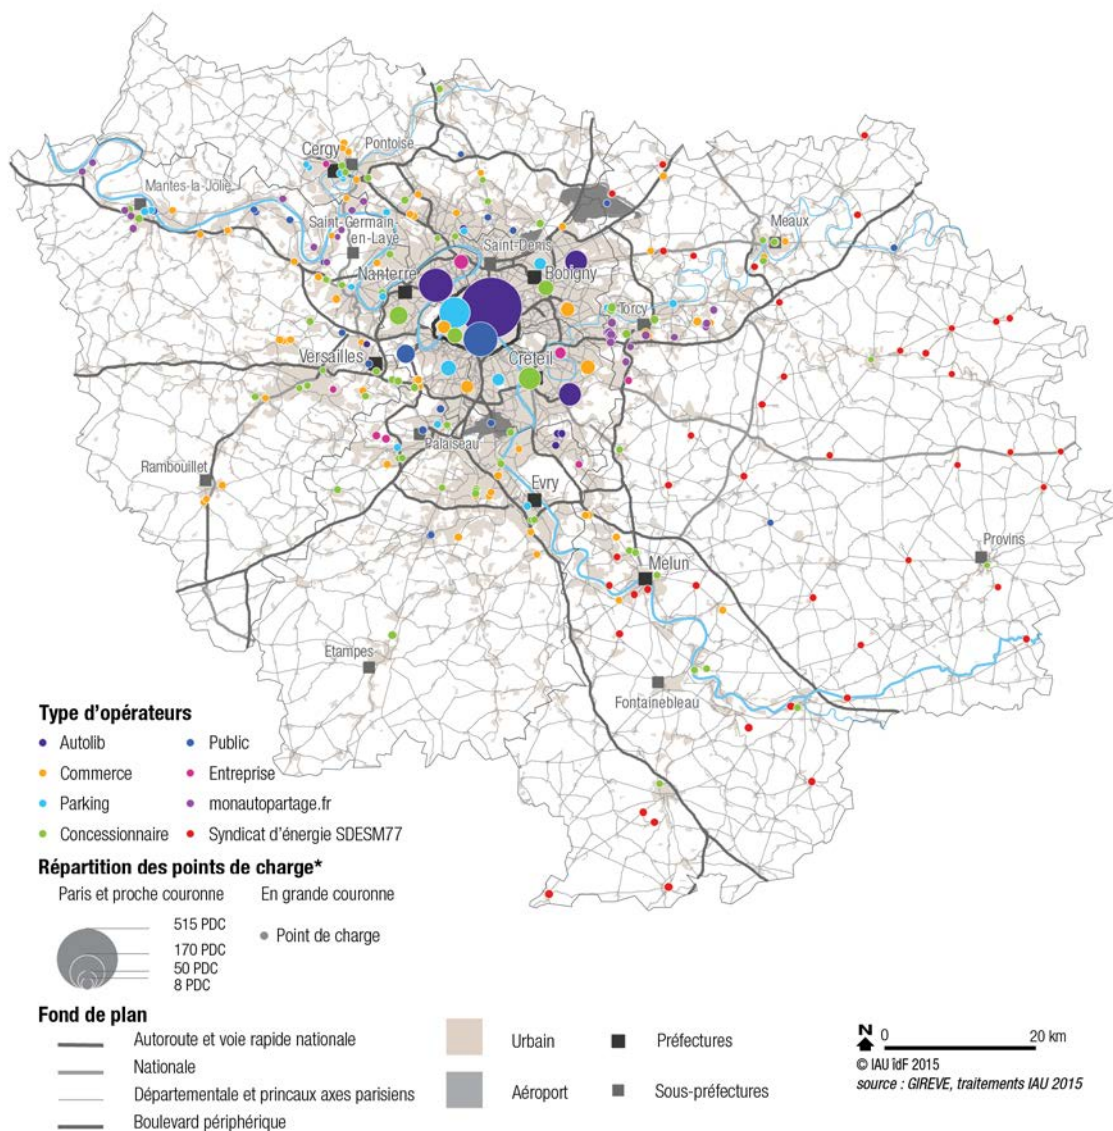 Cergy
Pontoise
Mantes-la-Jolie
Saint-Germain-
en-Laye
Saint-Denis
Meaux
Nanterre
Bobigny
Torcy
Versailles
Créteil
Palaiseau
Rambouillet
Evry
Melun
Provins
Etampes
Fontainebleau
Type d'opérateurs
Autolib
Public
Commerce
Entreprise
Parking
monautopartage.fr
Concessionnaire
Syndicat d'énergie SDESM77
Répartition des points de charge*
Paris et proche couronne
En grande couronne
515 PDC
170 PDC
50 PDC
8 PDC
Point de charge
Fond de plan
Autoroute et voie rapide nationale
Nationale
Départementale et princaux axes parisiens
Boulevard périphérique
Urbain
Préfectures
Aéroport
Sous-préfectures
N
0 20 km
© IAU îdF 2015
source : GIREVE, traitements IAU 2015